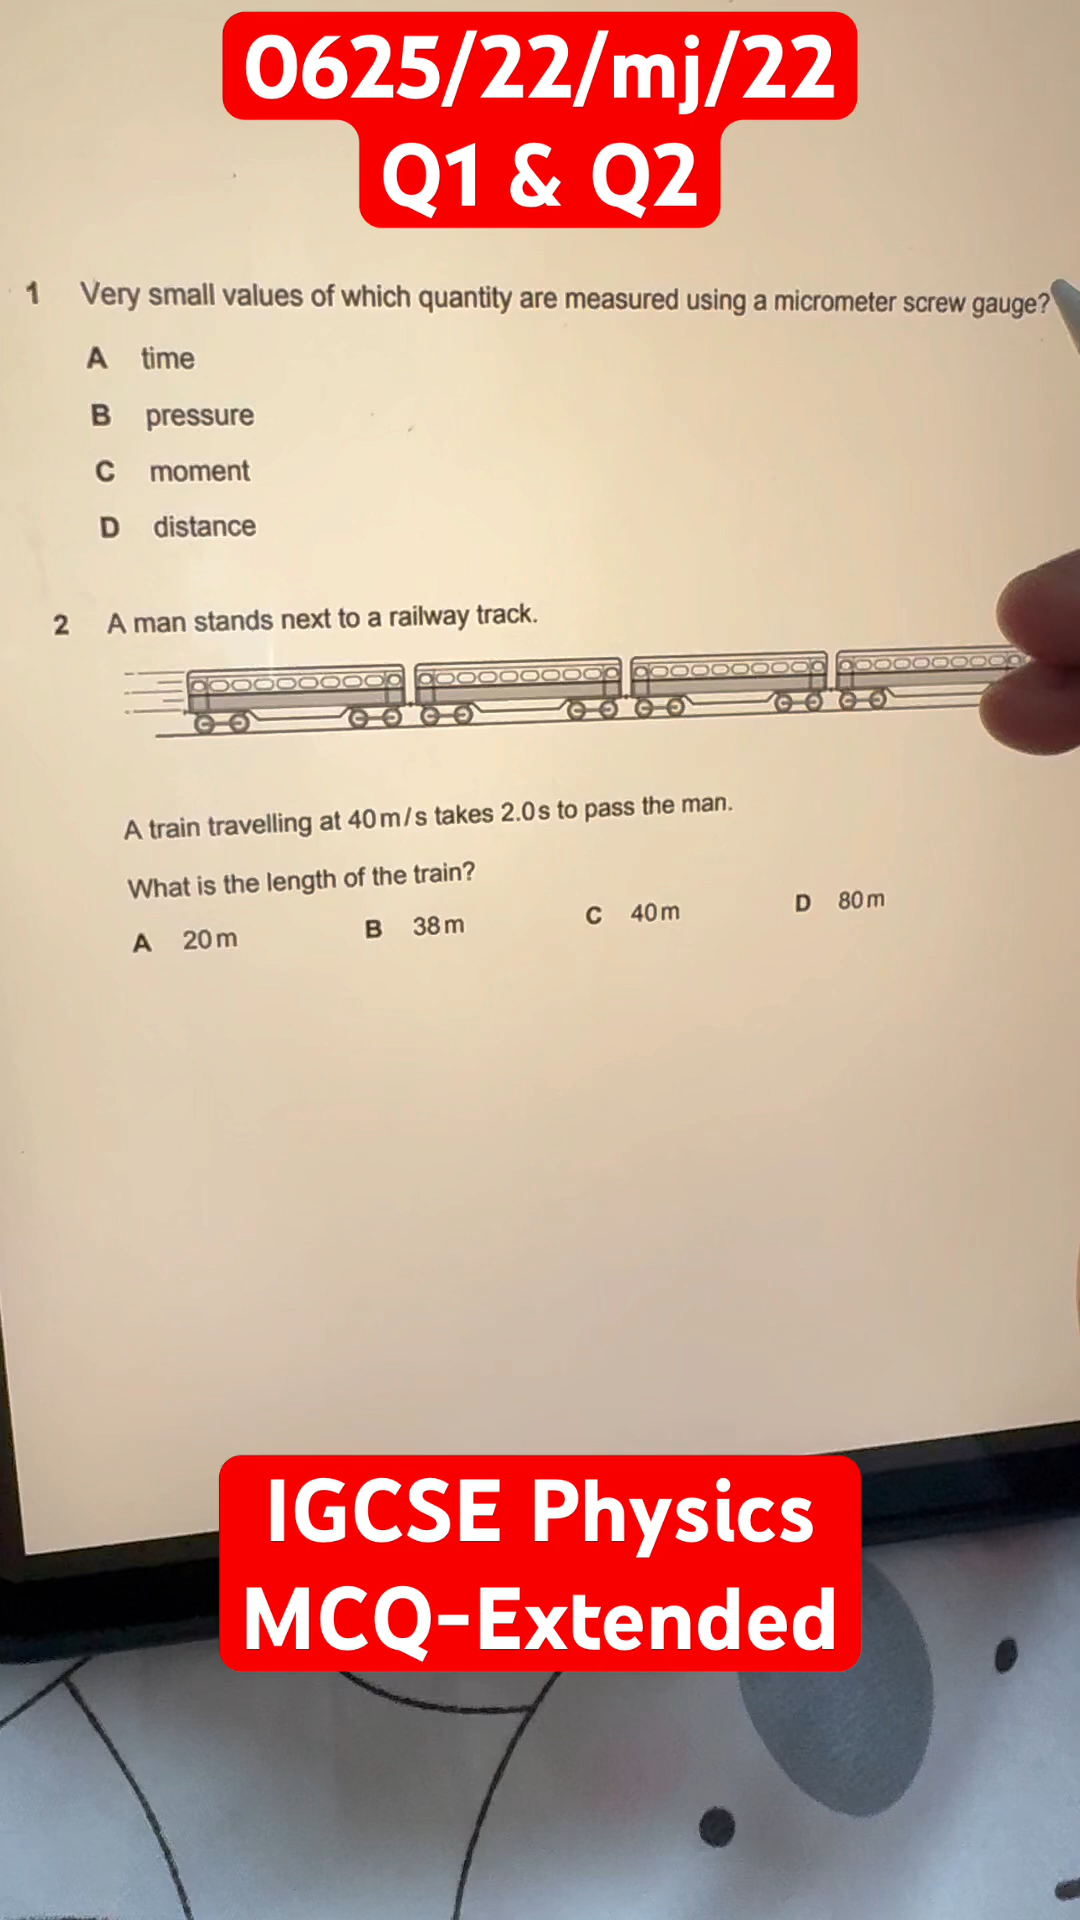 0625/22/mj/22
Q1 & Q2
1 Very small values of which quantity are measured using a micrometer screw gauge?
A time
B pressure
C moment
D distance
2 A man stands next to a railway track.
A train travelling at 40 m/s takes 2.0 s to pass the man.
What is the length of the train?
A 20 m B 38 m C 40 m D 80 m
IGCSE Physics
MCQ-Extended